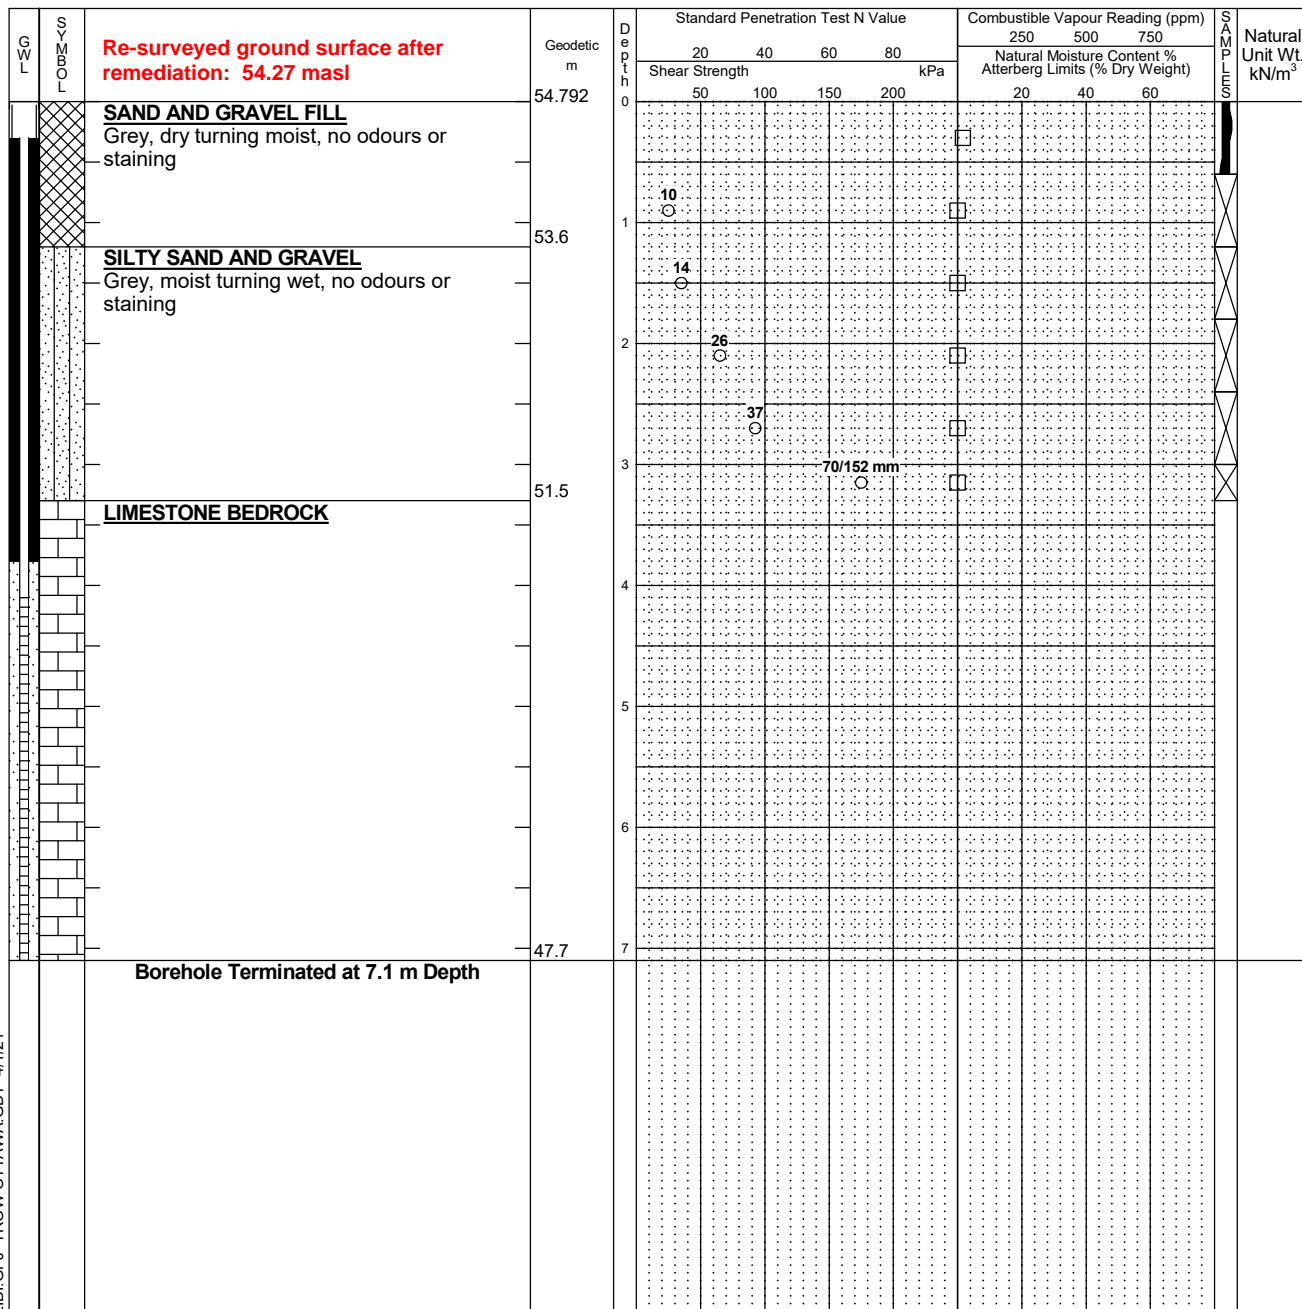 GWL
SYMBOL
Re-surveyed ground surface after
remediation: 54.27 masl
Geodetic
m
Depth
Standard Penetration Test N Value
20 40 60 80
Shear Strength kPa
50 100 150 200
Combustible Vapour Reading (ppm)
250 500 750
Natural Moisture Content %
Atterberg Limits (% Dry Weight)
20 40 60
SAMPLES
Natural
Unit Wt.
kN/m³
54.792
0
SAND AND GRAVEL FILL
Grey, dry turning moist, no odours or
staining
10
1
53.6
SILTY SAND AND GRAVEL
Grey, moist turning wet, no odours or
staining
14
26
2
37
3
70/152 mm
51.5
LIMESTONE BEDROCK
4
5
6
7
47.7
Borehole Terminated at 7.1 m Depth